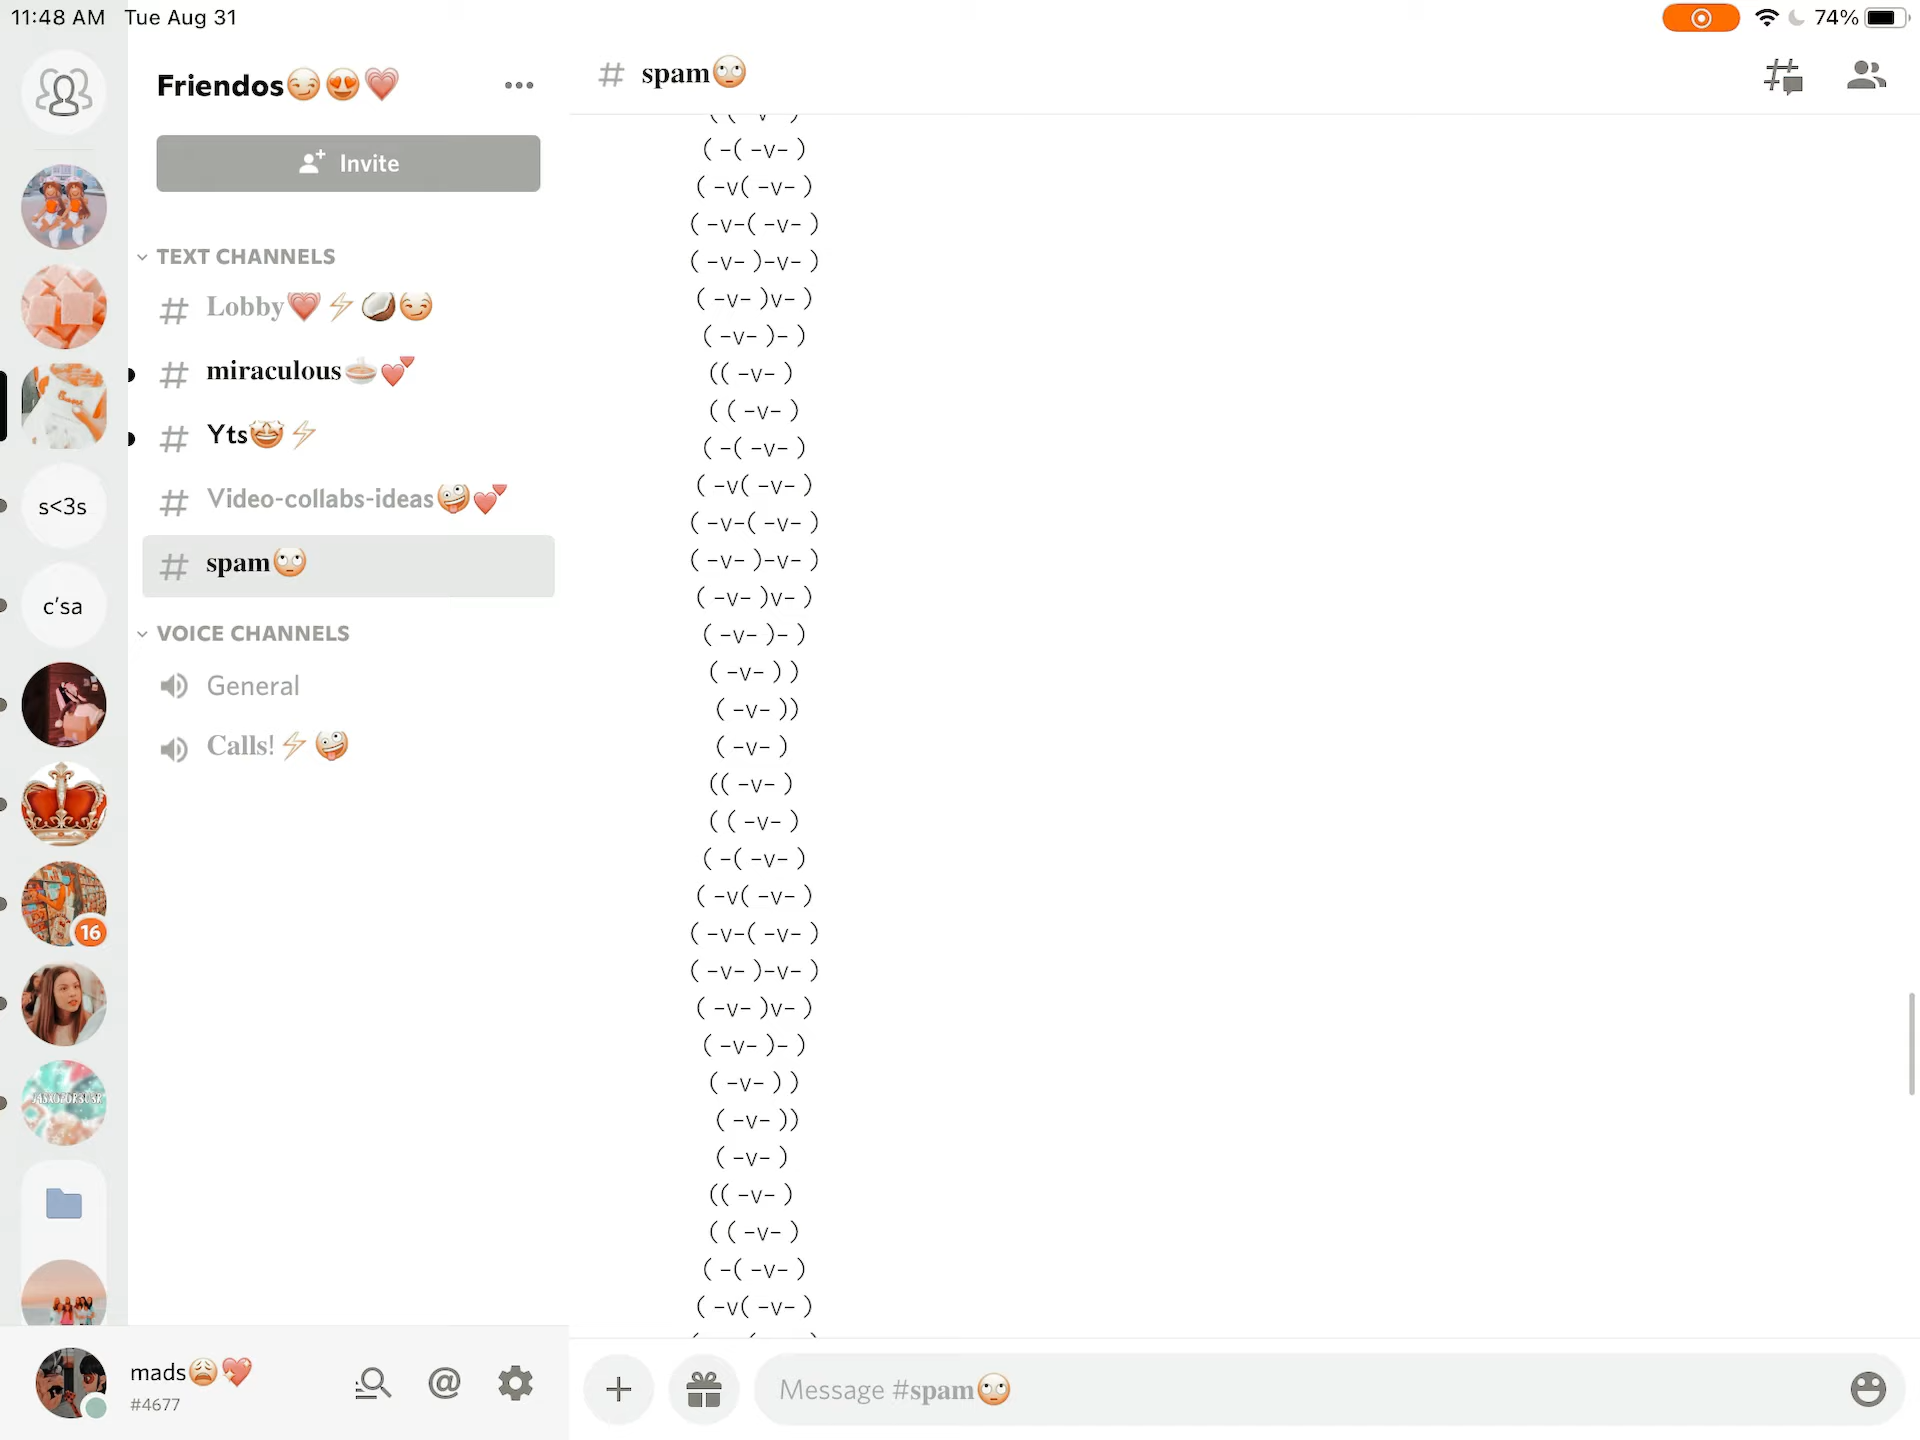 11:48 AM Tue Aug 31
74%
Friendos😏😍💗
Invite
TEXT CHANNELS
# Lobby💗⚡🥥😏
# miraculous🍜💕
# Yts🤩⚡
# Video-collabs-ideas🤪💕
# spam🙄
VOICE CHANNELS
General
Calls!⚡🤪
s<3s
c'sa
16
mads😩💖
#4677
# spam🙄
( -( -v- )
( -v( -v- )
( -v-( -v- )
( -v- )-v- )
( -v- )v- )
( -v- )- )
(( -v- )
( ( -v- )
( -( -v- )
( -v( -v- )
( -v-( -v- )
( -v- )-v- )
( -v- )v- )
( -v- )- )
( -v- ) )
( -v- ))
( -v- )
(( -v- )
( ( -v- )
( -( -v- )
( -v( -v- )
( -v-( -v- )
( -v- )-v- )
( -v- )v- )
( -v- )- )
( -v- ) )
( -v- ))
( -v- )
(( -v- )
( ( -v- )
( -( -v- )
( -v( -v- )
Message #spam🙄